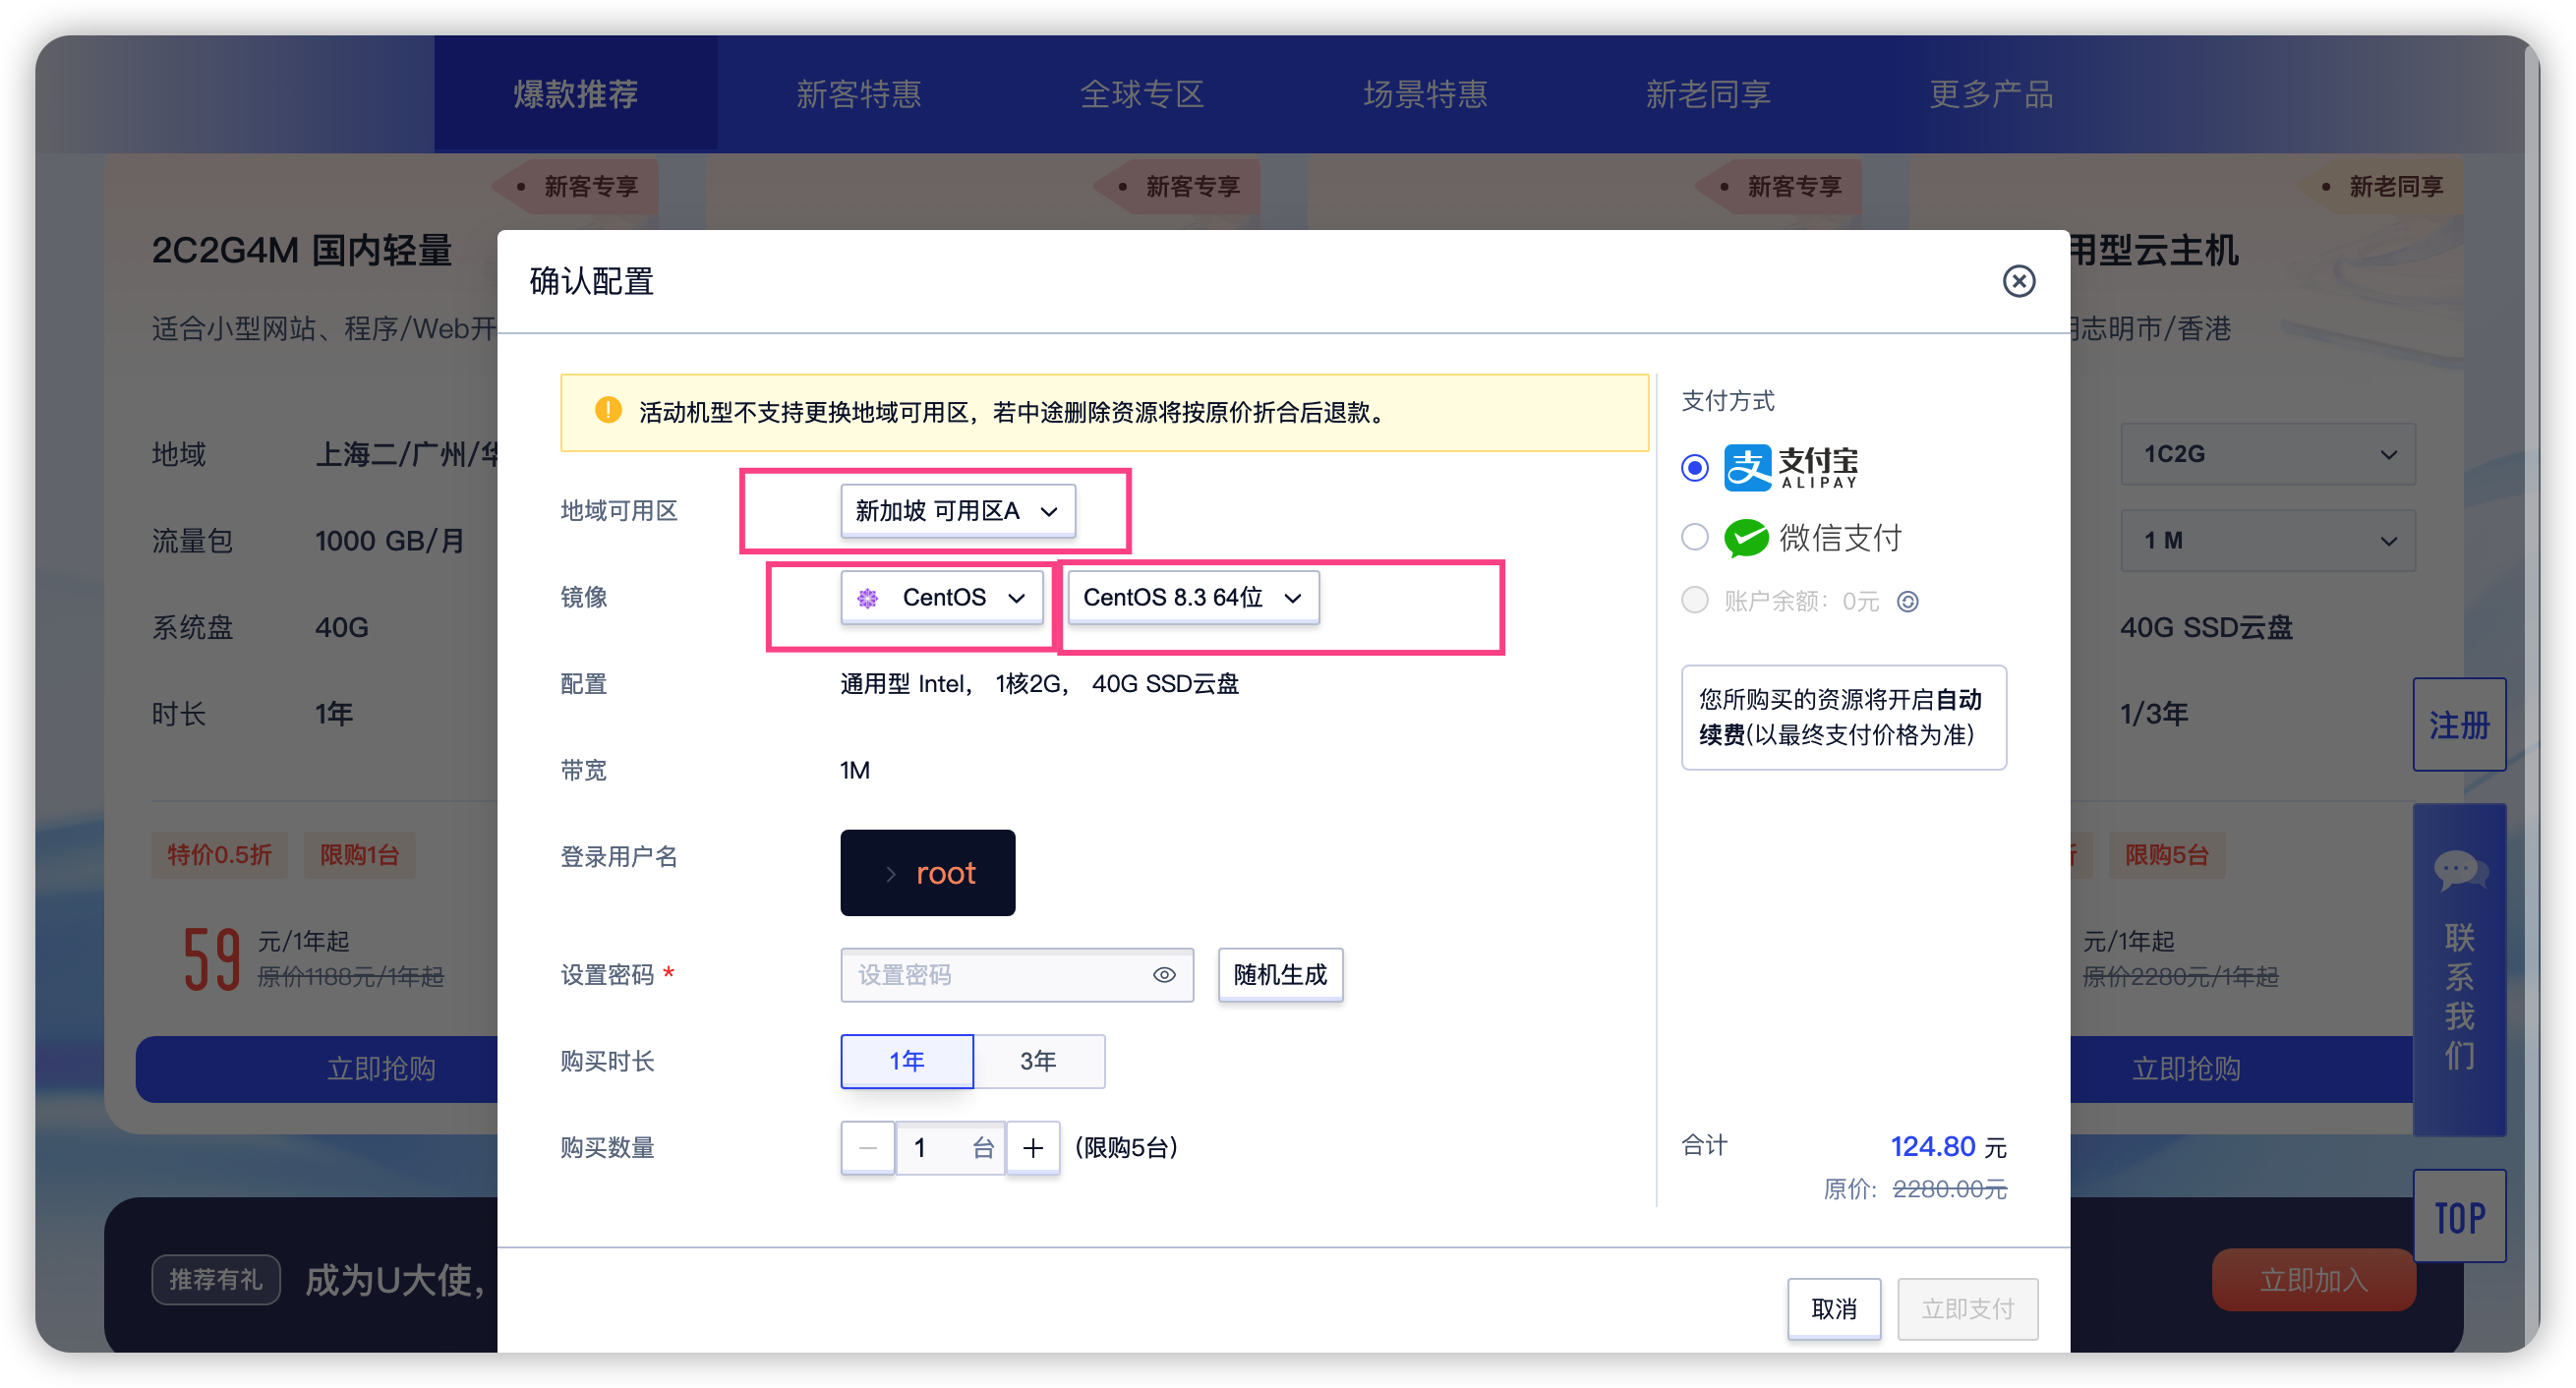 爆款推荐 新客特惠 全球专区 场景特惠 新老同享 更多产品
新客专享 新客专享 新客专享 新老同享
2C2G4M 国内轻量
适合小型网站、程序/Web开
地域 上海二/广州/华
流量包 1000 GB/月
系统盘 40G
时长 1年
特价0.5折 限购1台
59 元/1年起
原价1188元/1年起
立即抢购
确认配置
活动机型不支持更换地域可用区，若中途删除资源将按原价折合后退款。
地域可用区 新加坡 可用区A
镜像 CentOS CentOS 8.3 64位
配置 通用型 Intel， 1核2G， 40G SSD云盘
带宽 1M
登录用户名 root
设置密码 * 设置密码 随机生成
购买时长 1年 3年
购买数量 1 台 (限购5台)
支付方式
支付宝
ALIPAY
微信支付
账户余额：0元
您所购买的资源将开启自动
续费(以最终支付价格为准)
合计 124.80 元
原价: 2280.00元
取消 立即支付
用型云主机
胡志明市/香港
1C2G
1 M
40G SSD云盘
1/3年
折 限购5台
元/1年起
原价2280元/1年起
立即抢购
注册
联系我们
TOP
推荐有礼 成为U大使，
立即加入